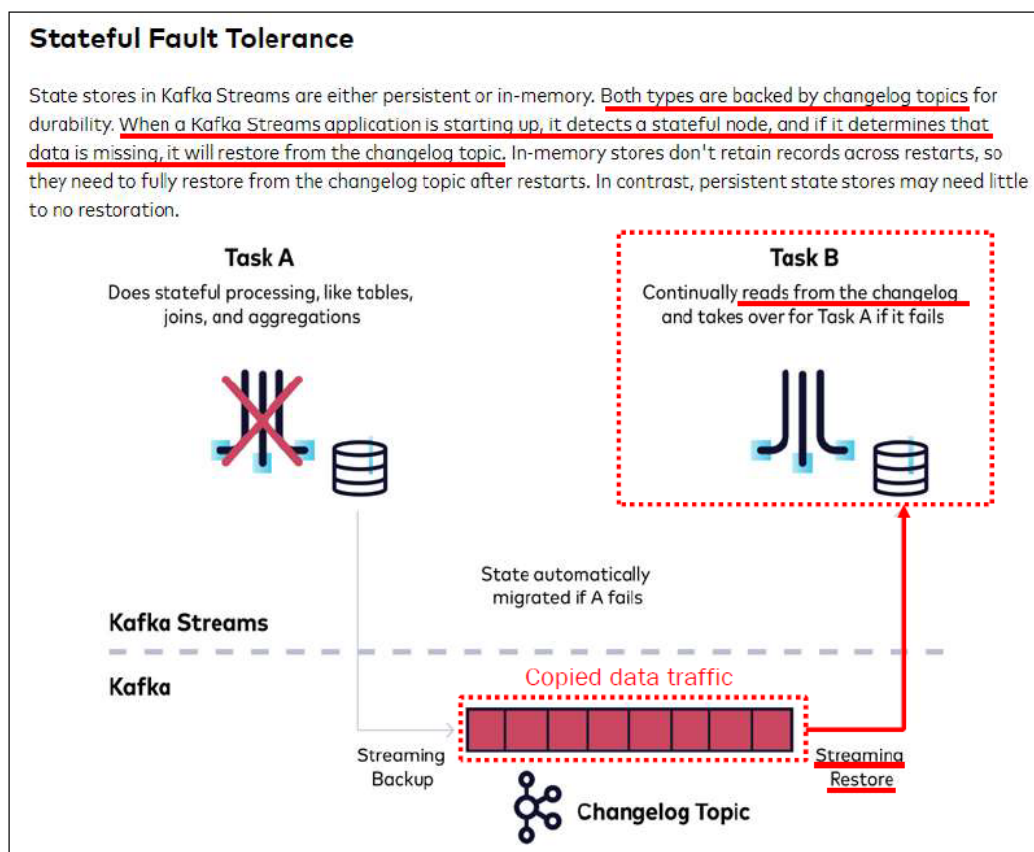 Stateful Fault Tolerance
State stores in Kafka Streams are either persistent or in-memory. Both types are backed by changelog topics for
durability. When a Kafka Streams application is starting up, it detects a stateful node, and if it determines that
data is missing, it will restore from the changelog topic. In-memory stores don't retain records across restarts, so
they need to fully restore from the changelog topic after restarts. In contrast, persistent state stores may need little
to no restoration.
Task A
Does stateful processing, like tables,
joins, and aggregations
Task B
Continually reads from the changelog
and takes over for Task A if it fails
State automatically
migrated if A fails
Kafka Streams
Kafka
Copied data traffic
Streaming
Backup
Streaming
Restore
Changelog Topic